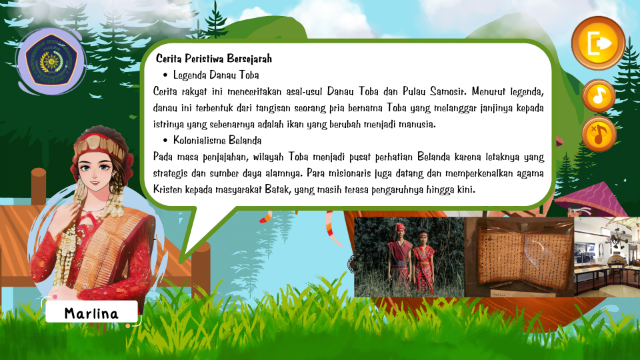 Cerita Peristiwa Bersejarah
• Legenda Danau Toba
Cerita rakyat ini menceritakan asal-usul Danau Toba dan Pulau Samosir. Menurut legenda,
danau ini terbentuk dari tangisan seorang pria bernama Toba yang melanggar janjinya kepada
istrinya yang sebenarnya adalah ikan yang berubah menjadi manusia.
• Kolonialisme Belanda
Pada masa penjajahan, wilayah Toba menjadi pusat perhatian Belanda karena letaknya yang
strategis dan sumber daya alamnya. Para misionaris juga datang dan memperkenalkan agama
Kristen kepada masyarakat Batak, yang masih terasa pengaruhnya hingga kini.
Marlina